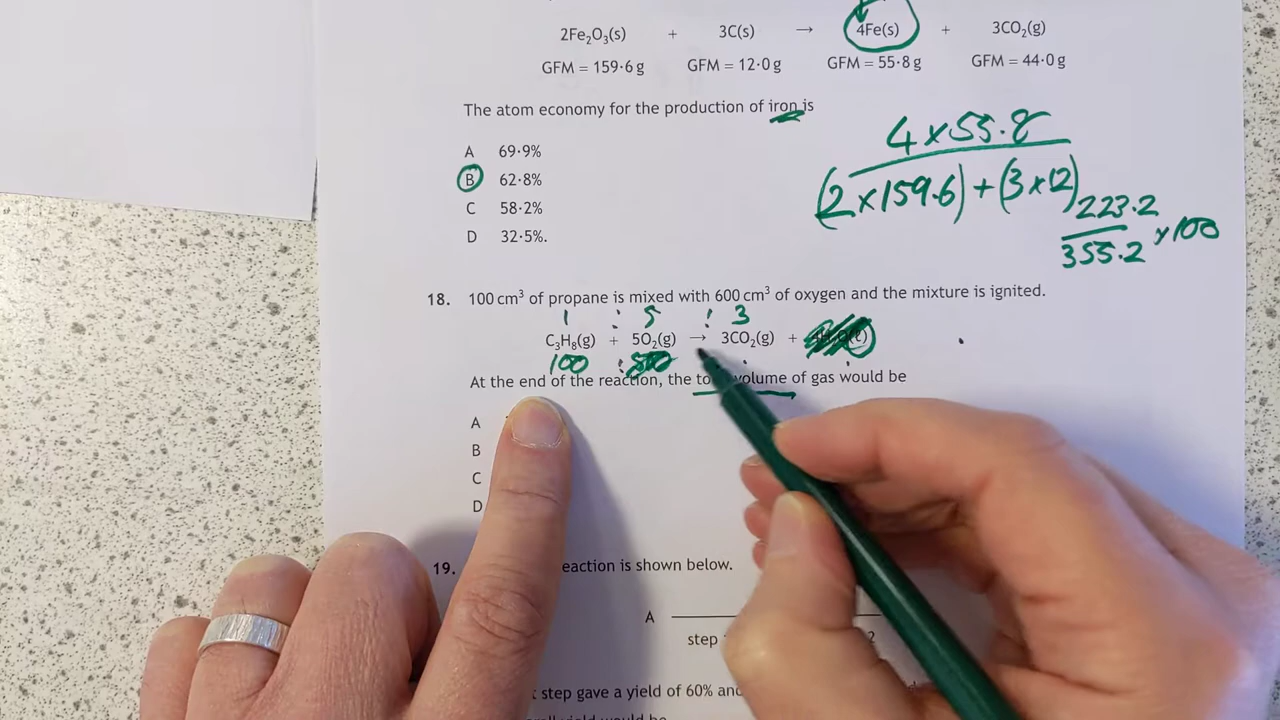 2Fe₂O₃(s) + 3C(s) → 4Fe(s) + 3CO₂(g)
GFM = 159·6 g GFM = 12·0 g GFM = 55·8 g GFM = 44·0 g
The atom economy for the production of iron is
4 x 55.8
(2 x 159.6) + (3 x 12)
223.2
355.2 x 100
A 69·9%
B 62·8%
C 58·2%
D 32·5%.
18. 100 cm³ of propane is mixed with 600 cm³ of oxygen and the mixture is ignited.
1 : 5 : 3
C₃H₈(g) + 5O₂(g) → 3CO₂(g) +
100 :
At the end of the reaction, the volume of gas would be
A
B
C
D
19. eaction is shown below.
A
step 2
step gave a yield of 60% and